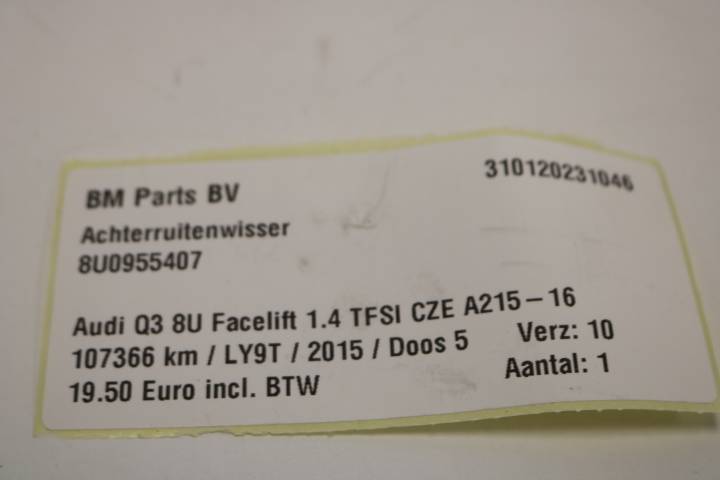 BM Parts BV 310120231046
Achterruitenwisser
8U0955407
Audi Q3 8U Facelift 1.4 TFSI CZE A215-16
107366 km / LY9T / 2015 / Doos 5 Verz: 10
19.50 Euro incl. BTW Aantal: 1